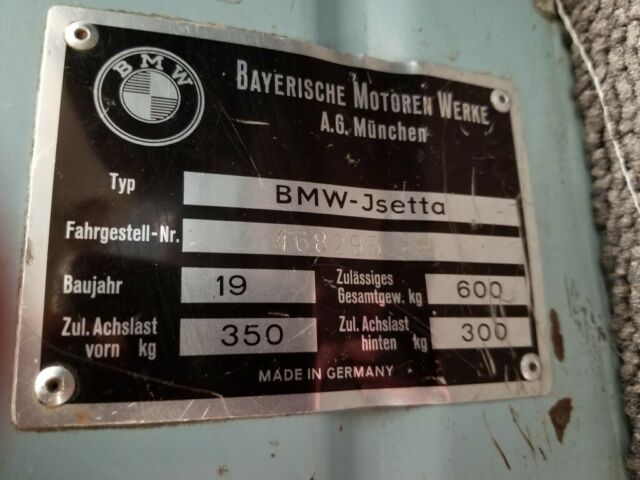 BMW
BAYERISCHE MOTOREN WERKE
A.G. München
Typ BMW-Jsetta
Fahrgestell-Nr. 468295
Baujahr 19 Zulässiges Gesamtgew. kg 600
Zul. Achslast vorn kg 350 Zul. Achslast hinten kg 300
MADE IN GERMANY